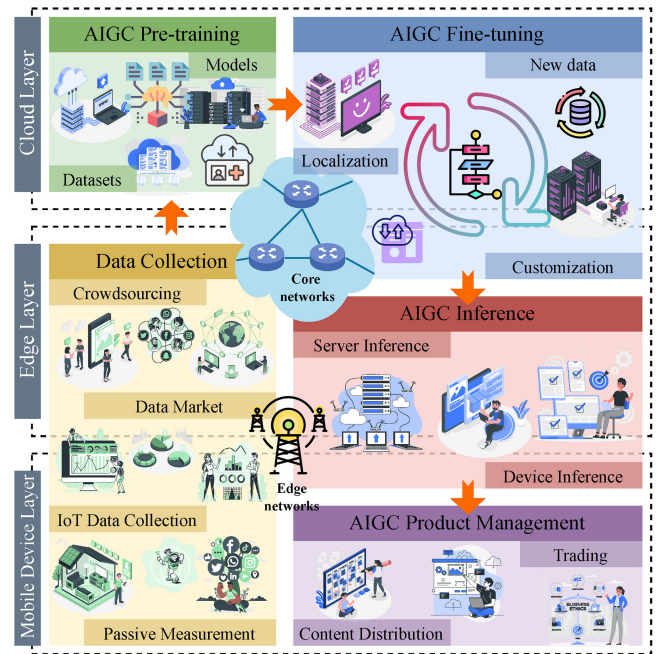 Cloud Layer
AIGC Pre-training
Models
Datasets
AIGC Fine-tuning
New data
Localization
Customization
Core
networks
Edge Layer
Data Collection
Crowdsourcing
Data Market
IoT Data Collection
Passive Measurement
AIGC Inference
Server Inference
Device Inference
Edge
networks
Mobile Device Layer
AIGC Product Management
Trading
Content Distribution
BUSINESS
ETHICS